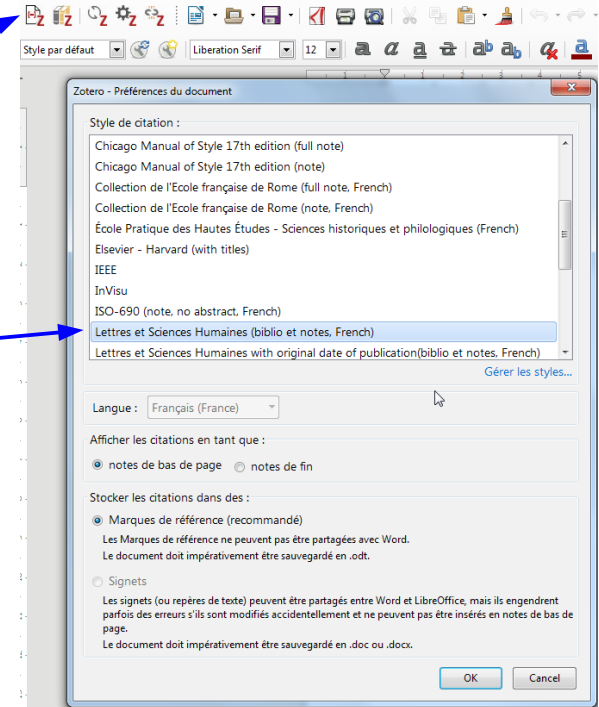 Style par défaut
Liberation Serif
12
Zotero - Préférences du document
Style de citation :
Chicago Manual of Style 17th edition (full note)
Chicago Manual of Style 17th edition (note)
Collection de l'Ecole française de Rome (full note, French)
Collection de l'Ecole française de Rome (note, French)
École Pratique des Hautes Études - Sciences historiques et philologiques (French)
Elsevier - Harvard (with titles)
IEEE
InVisu
ISO-690 (note, no abstract, French)
Lettres et Sciences Humaines (biblio et notes, French)
Lettres et Sciences Humaines with original date of publication(biblio et notes, French)
Gérer les styles...
Langue : Français (France)
Afficher les citations en tant que :
notes de bas de page notes de fin
Stocker les citations dans des :
Marques de référence (recommandé)
Les Marques de référence ne peuvent pas être partagées avec Word.
Le document doit impérativement être sauvegardé en .odt.
Signets
Les signets (ou repères de texte) peuvent être partagés entre Word et LibreOffice, mais ils engendrent
parfois des erreurs s'ils sont modifiés accidentellement et ne peuvent pas être insérés en notes de bas de
page.
Le document doit impérativement être sauvegardé en .doc ou .docx.
OK Cancel